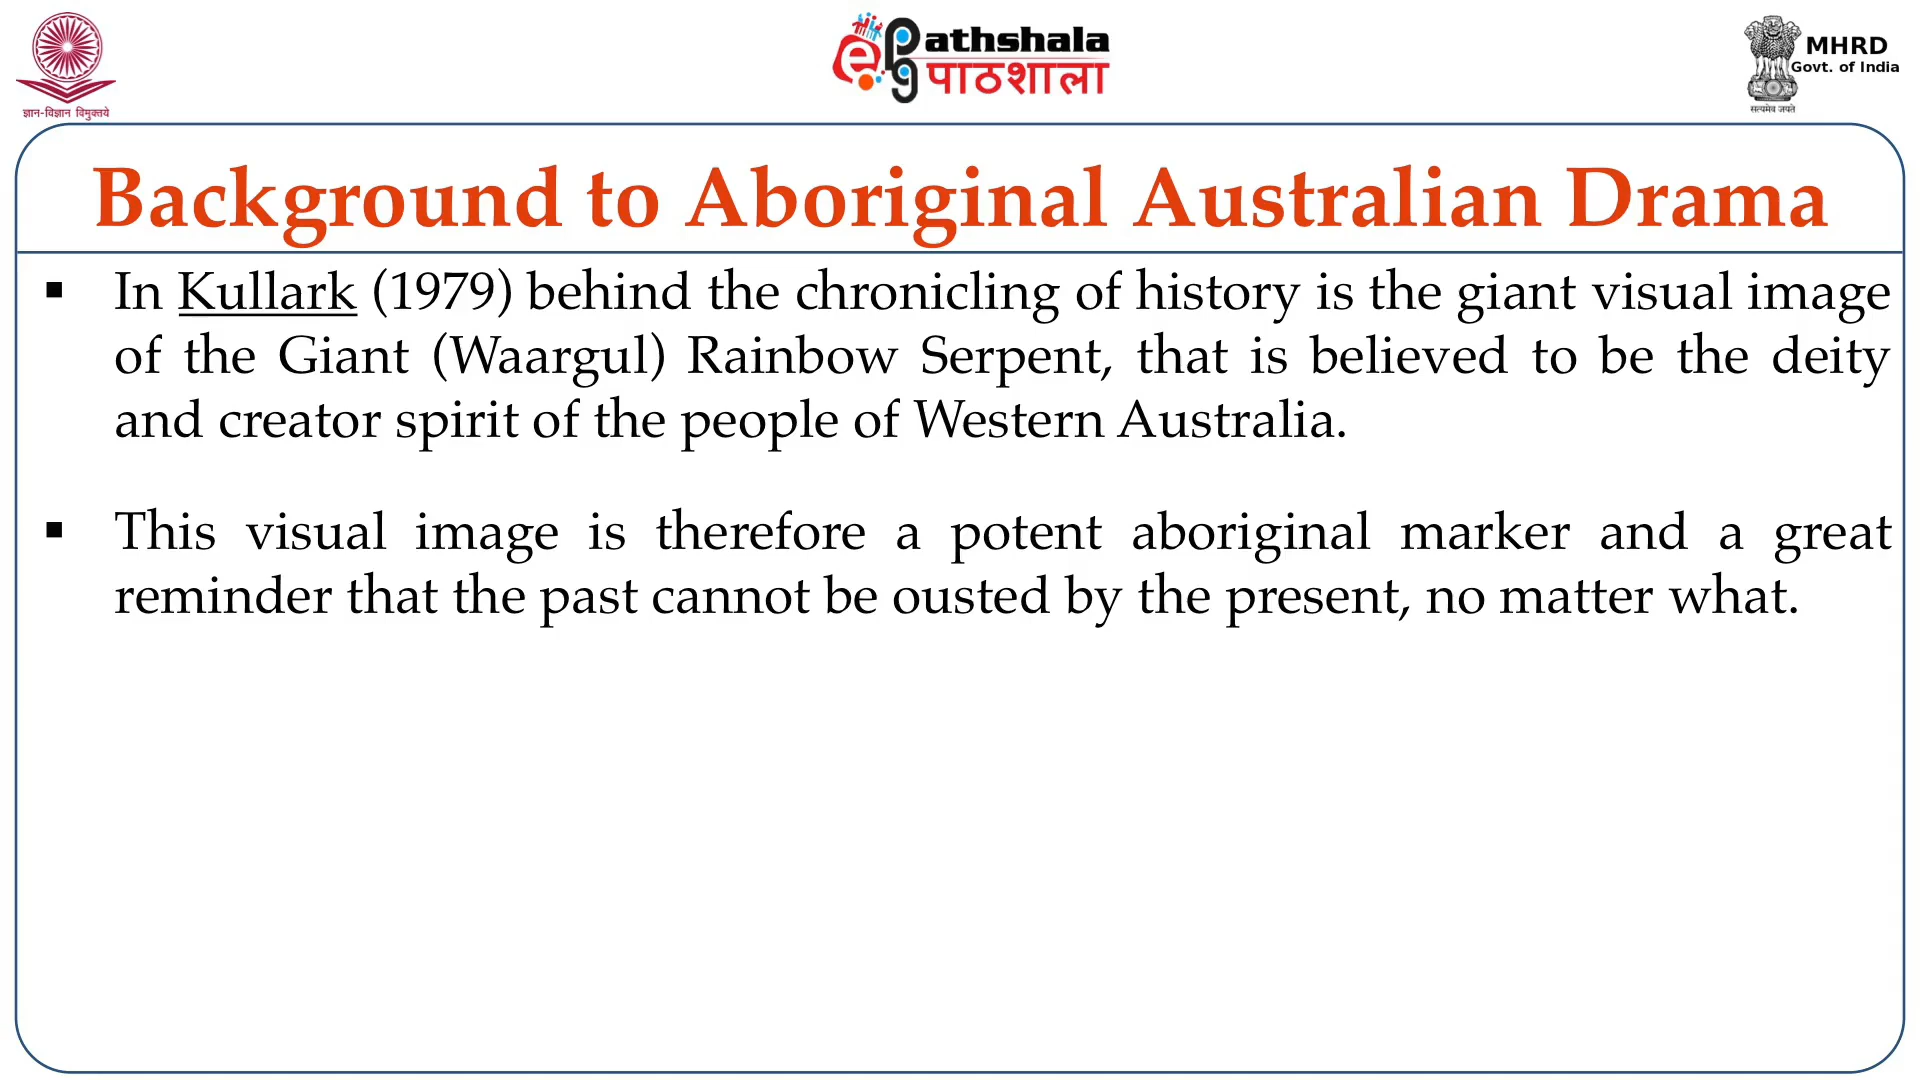 ज्ञान-विज्ञान विमुक्तये
ePG Pathshala
पाठशाला
MHRD
Govt. of India
सत्यमेव जयते
Background to Aboriginal Australian Drama
▪ In Kullark (1979) behind the chronicling of history is the giant visual image
of the Giant (Waargul) Rainbow Serpent, that is believed to be the deity
and creator spirit of the people of Western Australia.
▪ This visual image is therefore a potent aboriginal marker and a great
reminder that the past cannot be ousted by the present, no matter what.